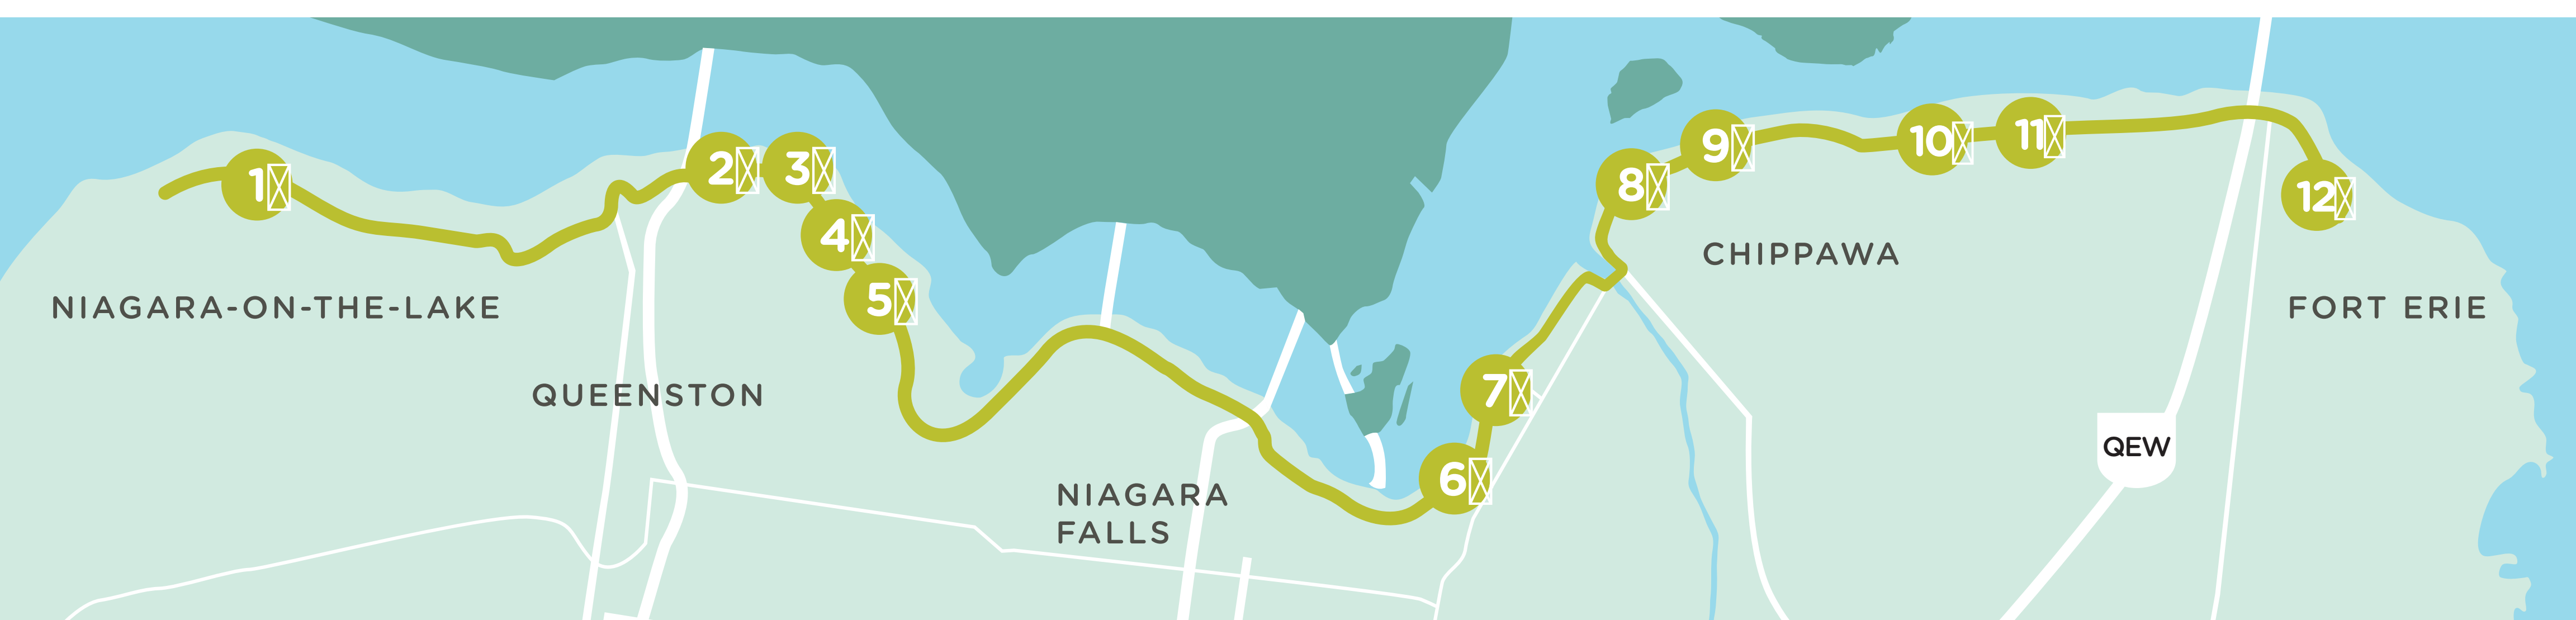 1
2
3
4
5
6
7
8
9
10
11
12
NIAGARA-ON-THE-LAKE
QUEENSTON
NIAGARA
FALLS
CHIPPAWA
FORT ERIE
QEW